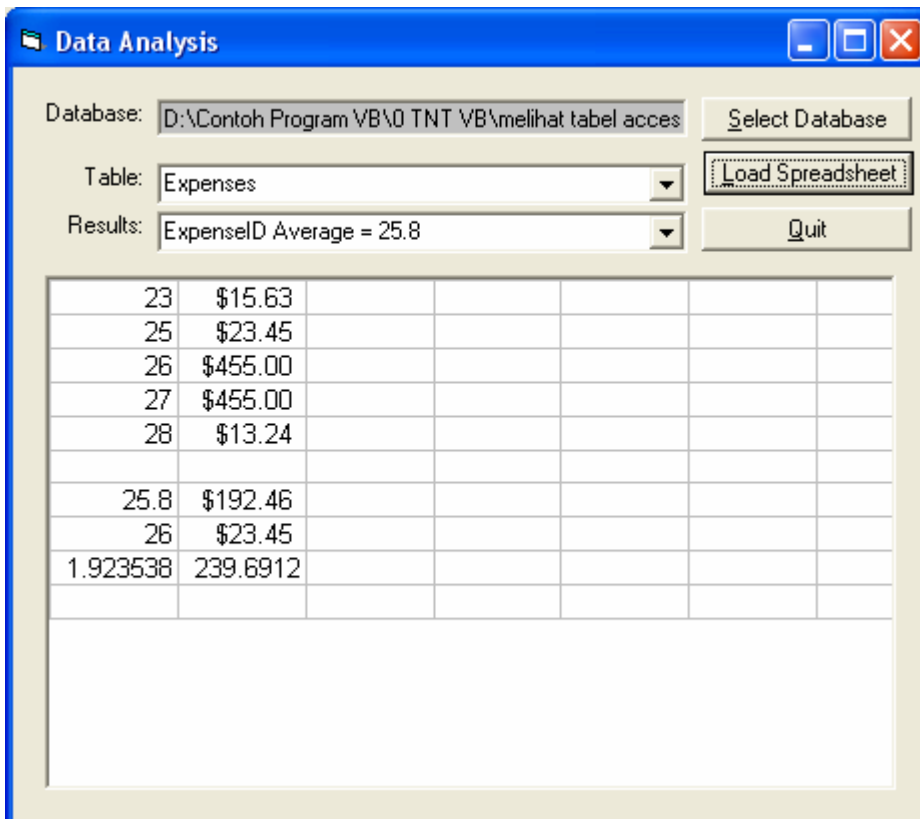 Data Analysis
Database: D:\Contoh Program VB\0 TNT VB\melihat tabel acces Select Database
Table: Expenses Load Spreadsheet
Results: ExpenseID Average = 25.8 Quit
23 $15.63
25 $23.45
26 $455.00
27 $455.00
28 $13.24
25.8 $192.46
26 $23.45
1.923538 239.6912